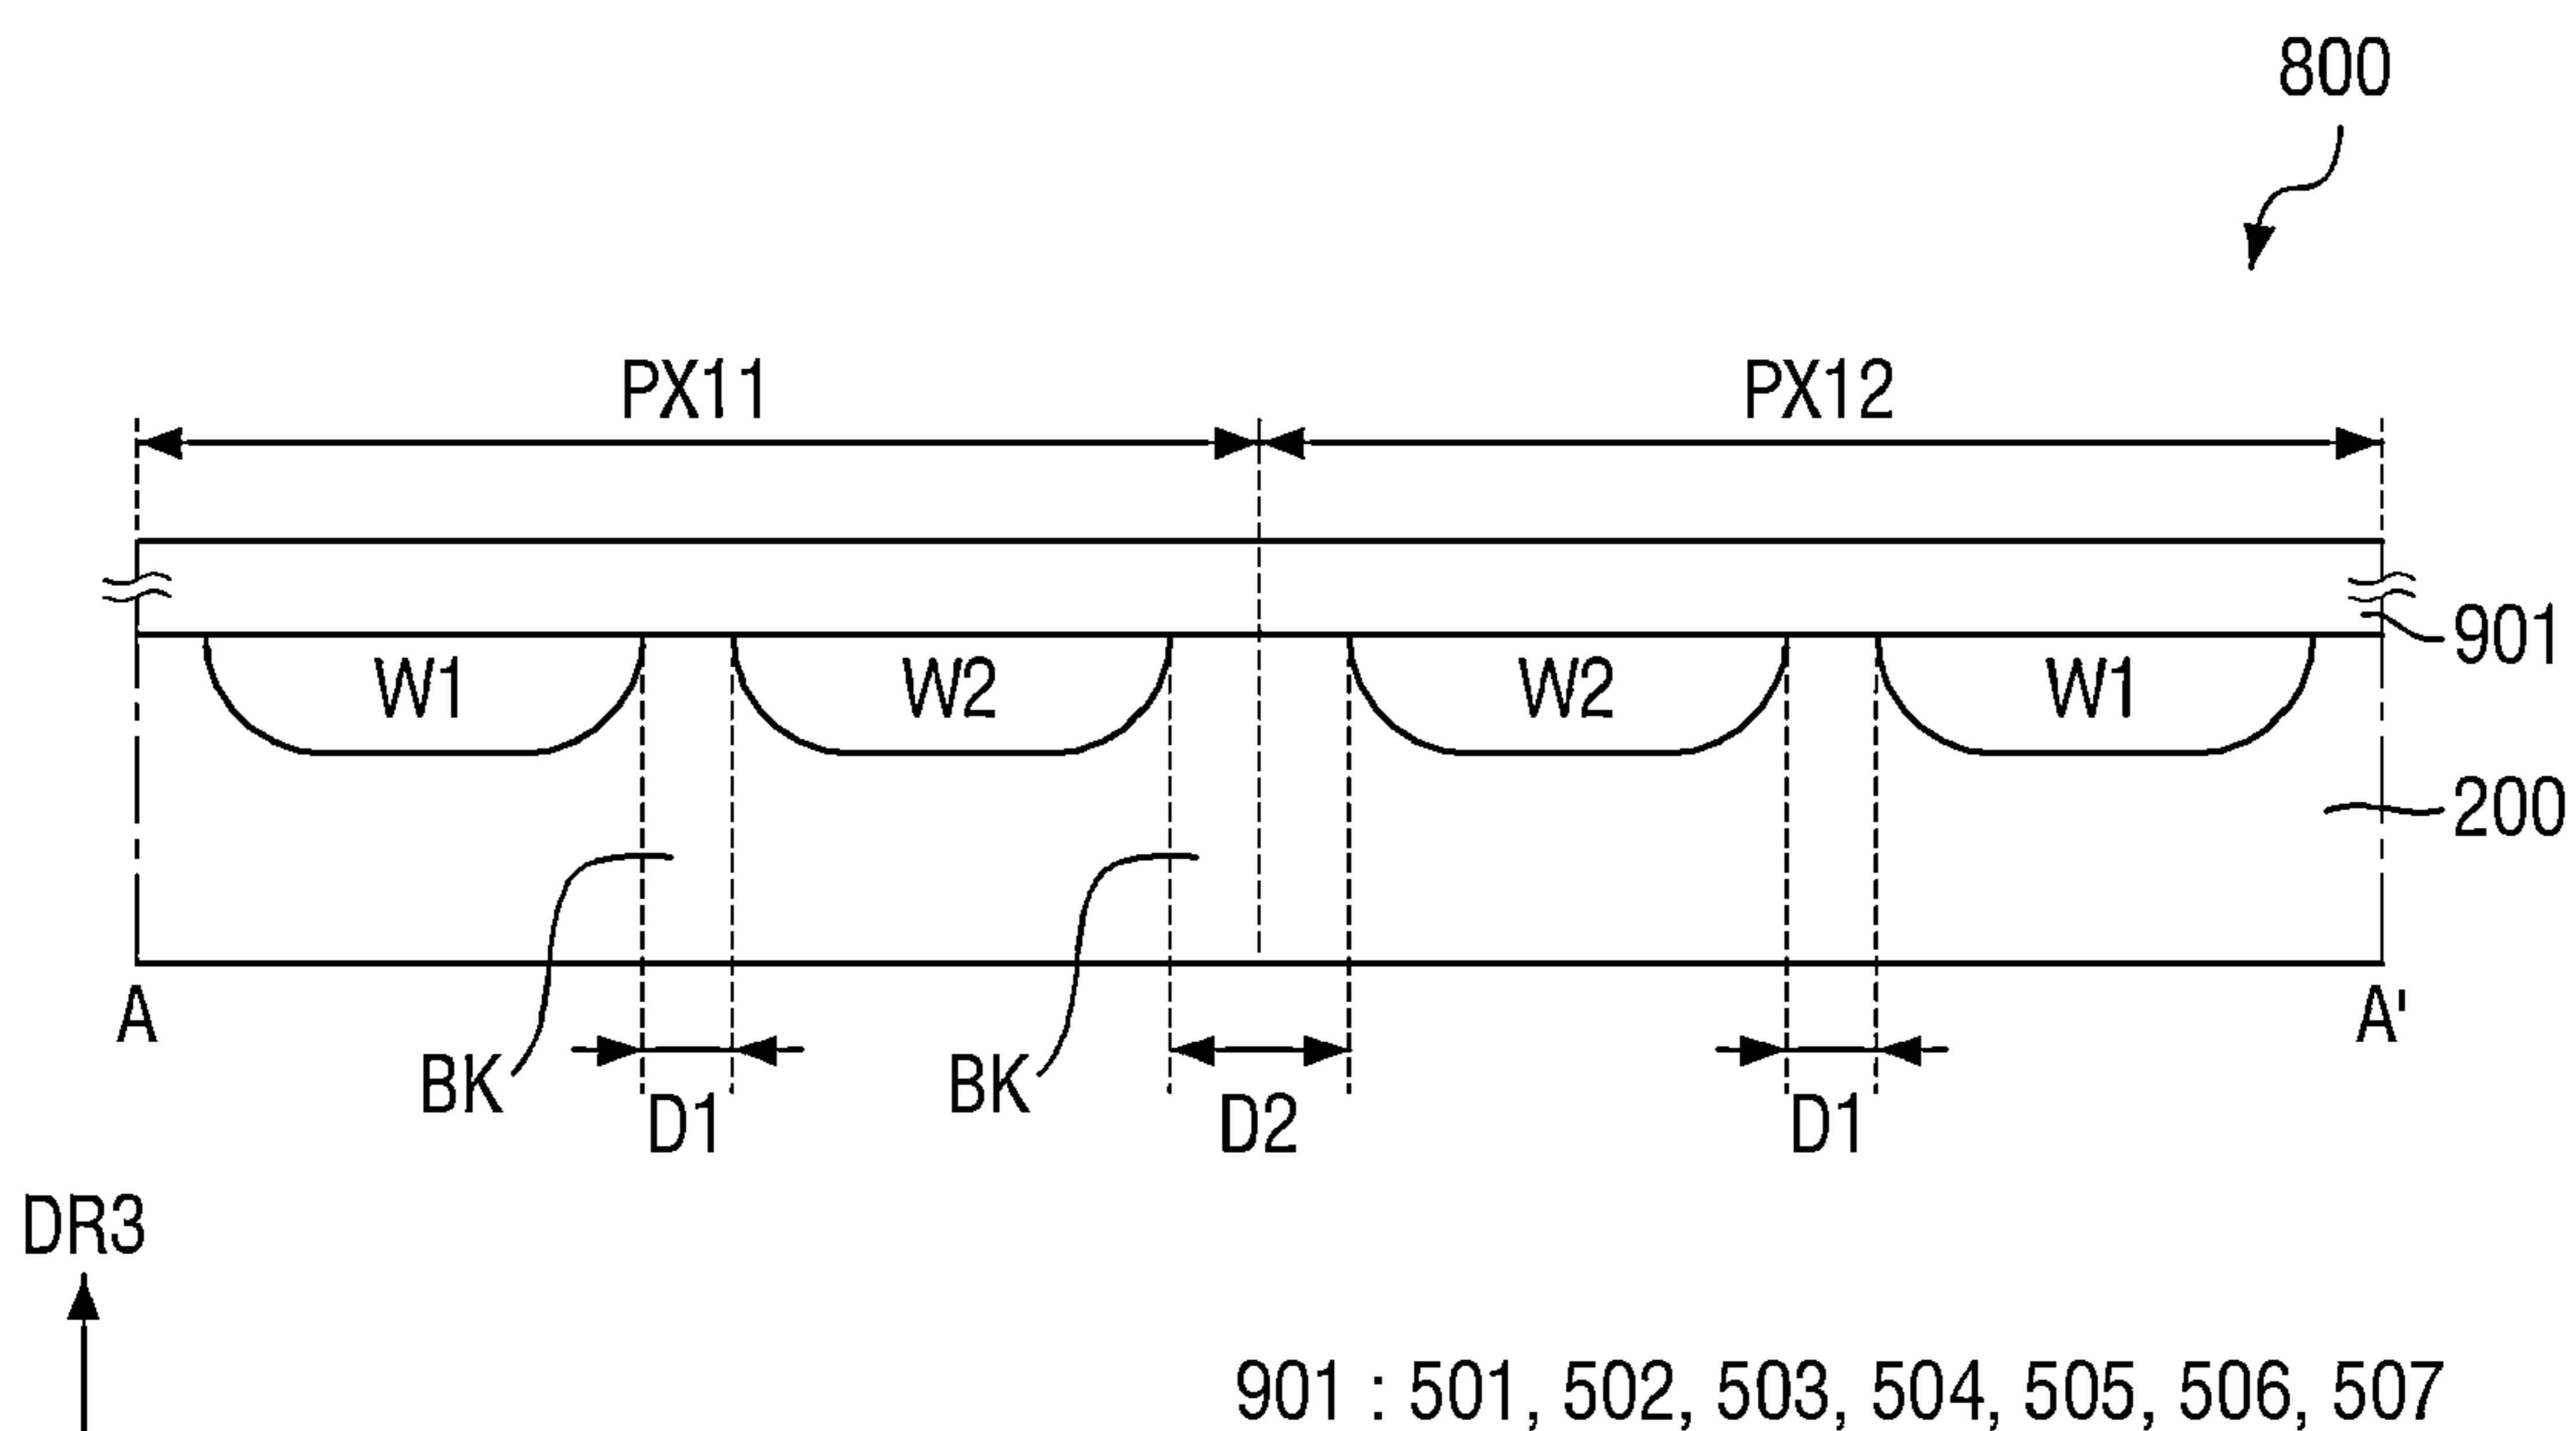 800
PX11 PX12
901
W1 W2 W2 W1
200
A A'
BK BK
D1 D2 D1
DR3
901 : 501, 502, 503, 504, 505, 506, 507